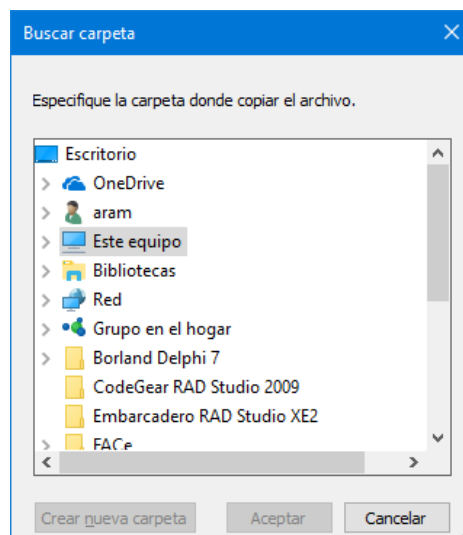 Buscar carpeta
Especifique la carpeta donde copiar el archivo.
Escritorio
OneDrive
aram
Este equipo
Bibliotecas
Red
Grupo en el hogar
Borland Delphi 7
CodeGear RAD Studio 2009
Embarcadero RAD Studio XE2
FACe
Crear nueva carpeta Aceptar Cancelar